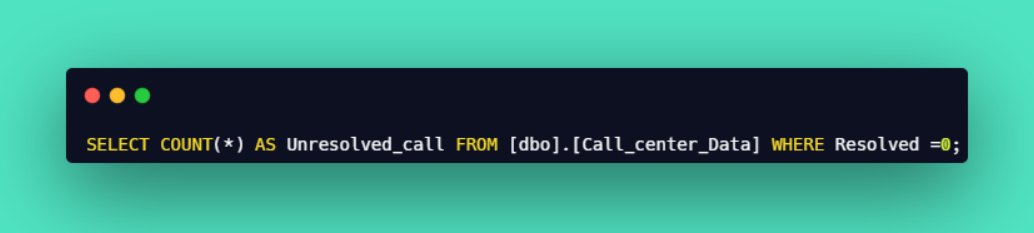 SELECT COUNT(*) AS Unresolved_call FROM [dbo].[Call_center_Data] WHERE Resolved =0;